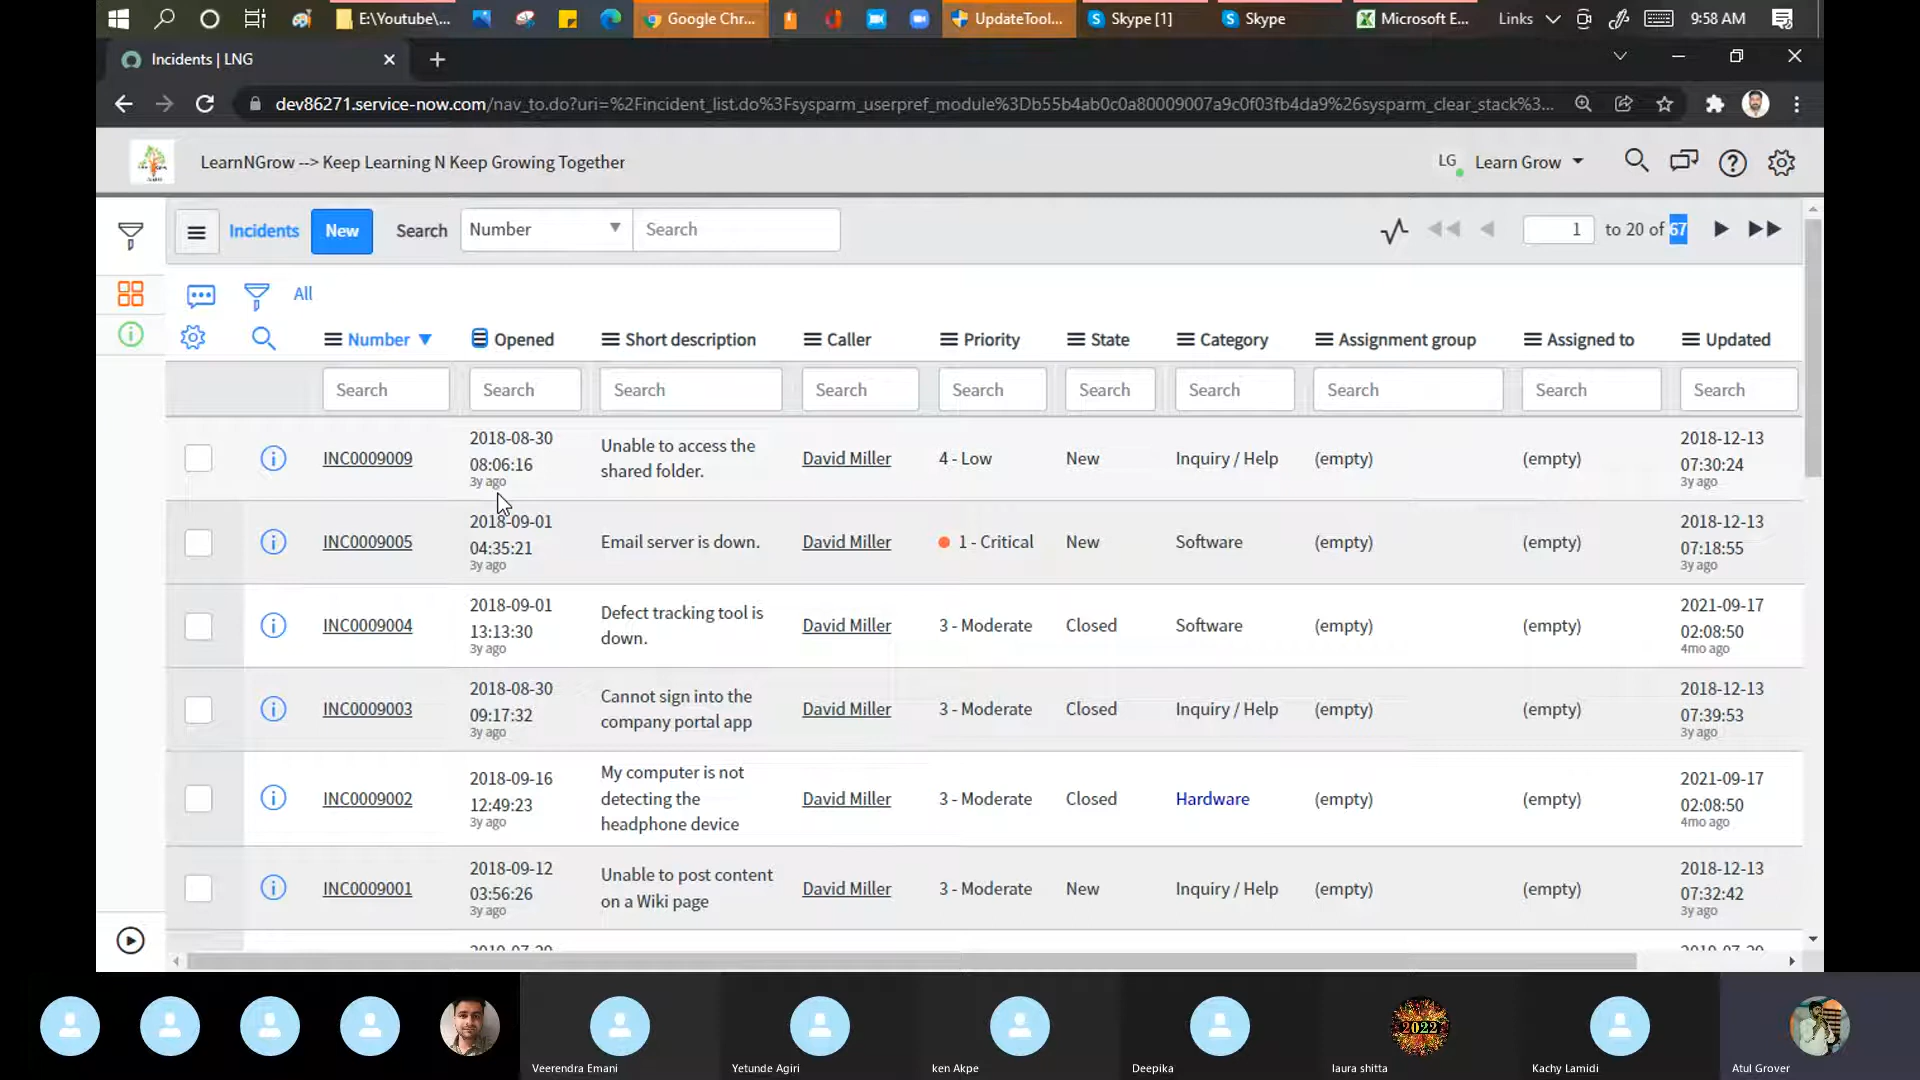 E:\Youtube\...
Google Chr...
UpdateTool...
Skype [1]
Skype
Microsoft E...
Links
9:58 AM
Incidents | LNG
dev86271.service-now.com/nav_to.do?uri=%2Fincident_list.do%3Fsysparm_userpref_module%3Db55b4ab0c0a80009007a9c0f03fb4da9%26sysparm_clear_stack%3...
LearnNGrow --> Keep Learning N Keep Growing Together
LG Learn Grow
Incidents New Search Number Search 1 to 20 of 67
All
Number Opened Short description Caller Priority State Category Assignment group Assigned to Updated
Search Search Search Search Search Search Search Search Search Search
INC0009009 2018-08-30 08:06:16 3y ago Unable to access the shared folder. David Miller 4 - Low New Inquiry / Help (empty) (empty) 2018-12-13 07:30:24 3y ago
INC0009005 2018-09-01 04:35:21 3y ago Email server is down. David Miller 1 - Critical New Software (empty) (empty) 2018-12-13 07:18:55 3y ago
INC0009004 2018-09-01 13:13:30 3y ago Defect tracking tool is down. David Miller 3 - Moderate Closed Software (empty) (empty) 2021-09-17 02:08:50 4mo ago
INC0009003 2018-08-30 09:17:32 3y ago Cannot sign into the company portal app David Miller 3 - Moderate Closed Inquiry / Help (empty) (empty) 2018-12-13 07:39:53 3y ago
INC0009002 2018-09-16 12:49:23 3y ago My computer is not detecting the headphone device David Miller 3 - Moderate Closed Hardware (empty) (empty) 2021-09-17 02:08:50 4mo ago
INC0009001 2018-09-12 03:56:26 3y ago Unable to post content on a Wiki page David Miller 3 - Moderate New Inquiry / Help (empty) (empty) 2018-12-13 07:32:42 3y ago
2022
Veerendra Emani
Yetunde Agiri
ken Akpe
Deepika
laura shitta
Kachy Lamidi
Atul Grover